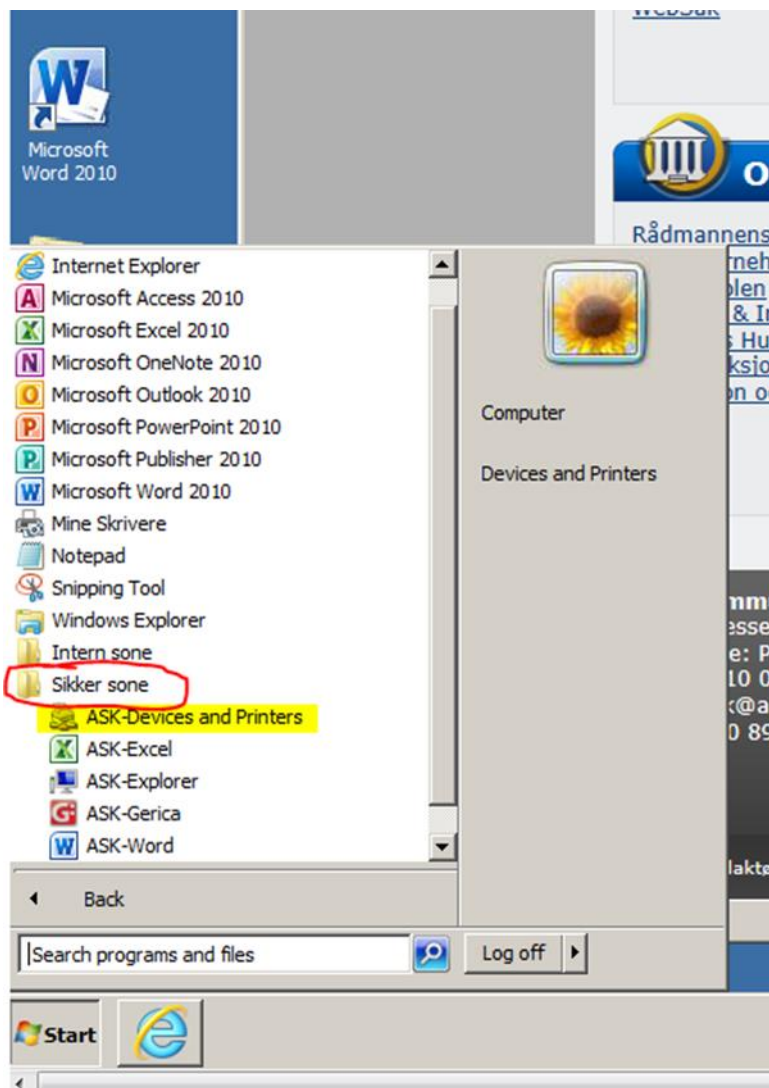 WebSak
Microsoft
Word 2010
O
Rådmannens
Internet Explorer
Microsoft Access 2010
Microsoft Excel 2010
Microsoft OneNote 2010
Microsoft Outlook 2010
Microsoft PowerPoint 2010
Microsoft Publisher 2010
Microsoft Word 2010
Mine Skrivere
Notepad
Snipping Tool
Windows Explorer
Intern sone
Sikker sone
ASK-Devices and Printers
ASK-Excel
ASK-Explorer
ASK-Gerica
ASK-Word
Back
Search programs and files
Computer
Devices and Printers
Log off
Start